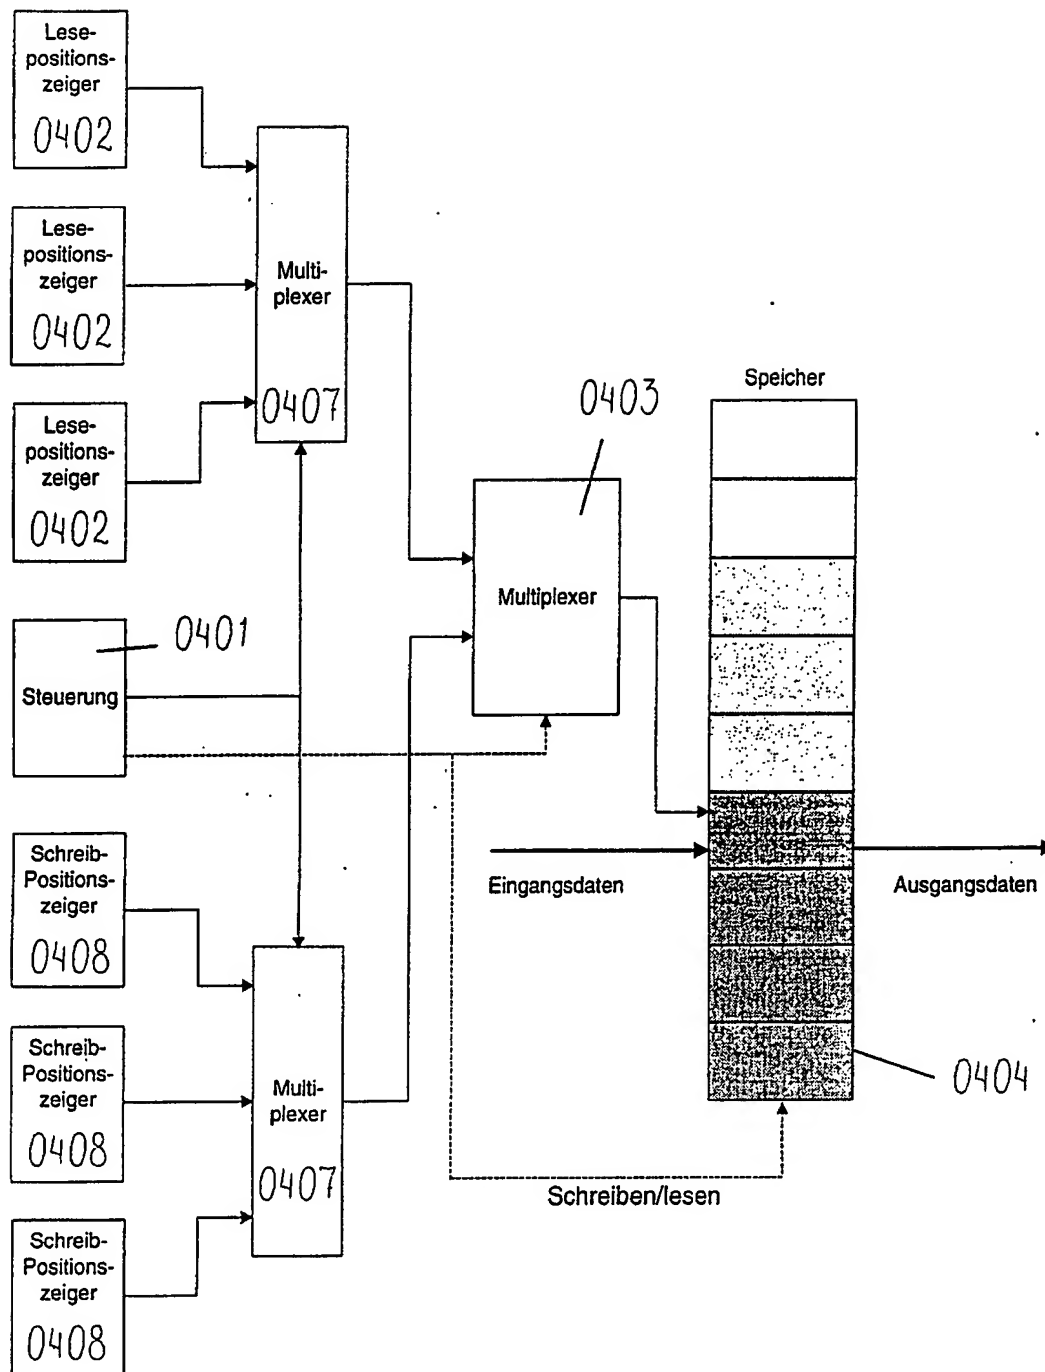 Lese-
positions-
zeiger
0402
Lese-
positions-
zeiger
0402
Multi-
plexer
0407
Lese-
positions-
zeiger
0402
0403
Speicher
Multiplexer
0401
Steuerung
Schreib-
Positions-
zeiger
0408
Eingangsdaten
Ausgangsdaten
Schreib-
Positions-
zeiger
0408
Multi-
plexer
0407
0404
Schreiben/lesen
Schreib-
Positions-
zeiger
0408